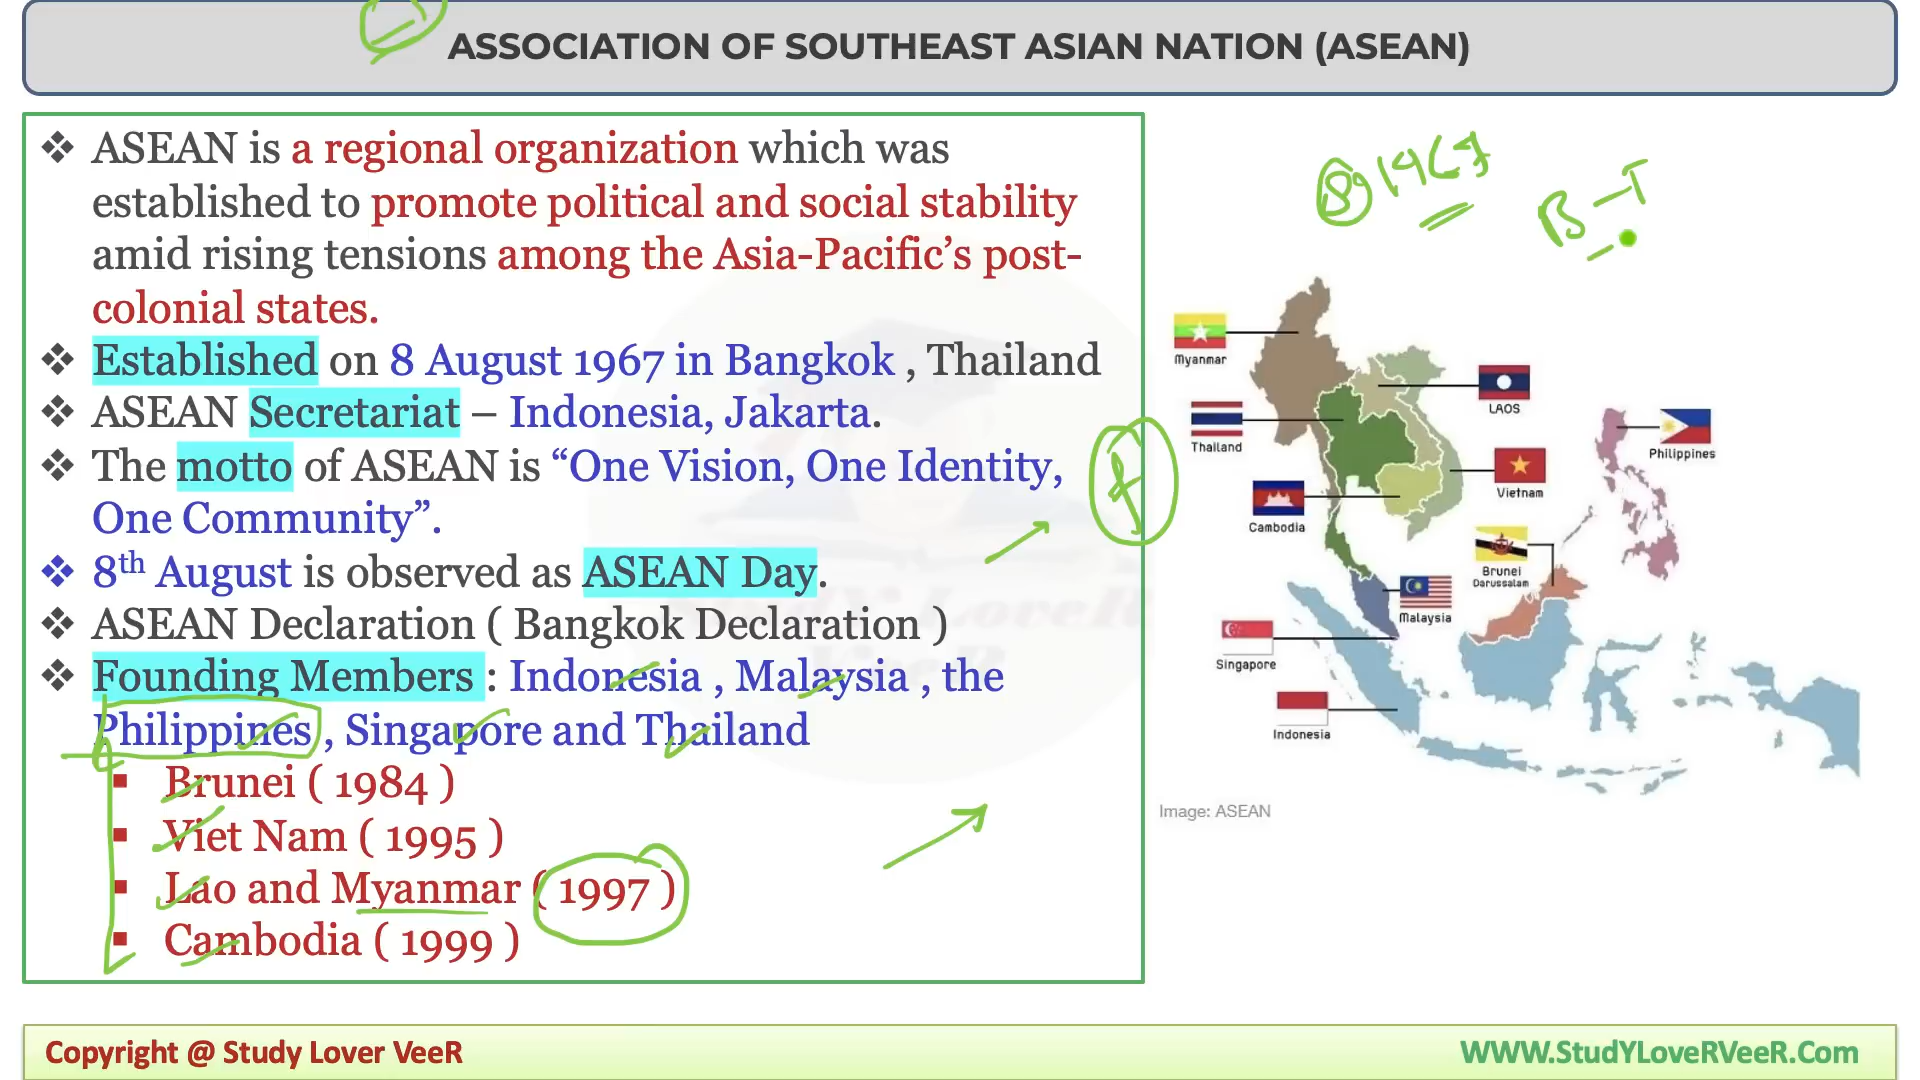 ASSOCIATION OF SOUTHEAST ASIAN NATION (ASEAN)
❖ ASEAN is a regional organization which was
established to promote political and social stability
amid rising tensions among the Asia-Pacific’s post-
colonial states.
❖ Established on 8 August 1967 in Bangkok , Thailand
❖ ASEAN Secretariat – Indonesia, Jakarta.
❖ The motto of ASEAN is “One Vision, One Identity,
One Community”.
❖ 8th August is observed as ASEAN Day.
❖ ASEAN Declaration ( Bangkok Declaration )
❖ Founding Members : Indonesia , Malaysia , the
Philippines , Singapore and Thailand
▪ Brunei ( 1984 )
▪ Viet Nam ( 1995 )
▪ Lao and Myanmar ( 1997 )
▪ Cambodia ( 1999 )
8 1967
B - T
Myanmar
LAOS
Thailand
Philippines
Vietnam
Cambodia
Brunei
Darussalam
Malaysia
Singapore
Indonesia
Image: ASEAN
StudY LoveR
VeeR
Copyright @ Study Lover VeeR
WWW.StudYLoveRVeeR.Com